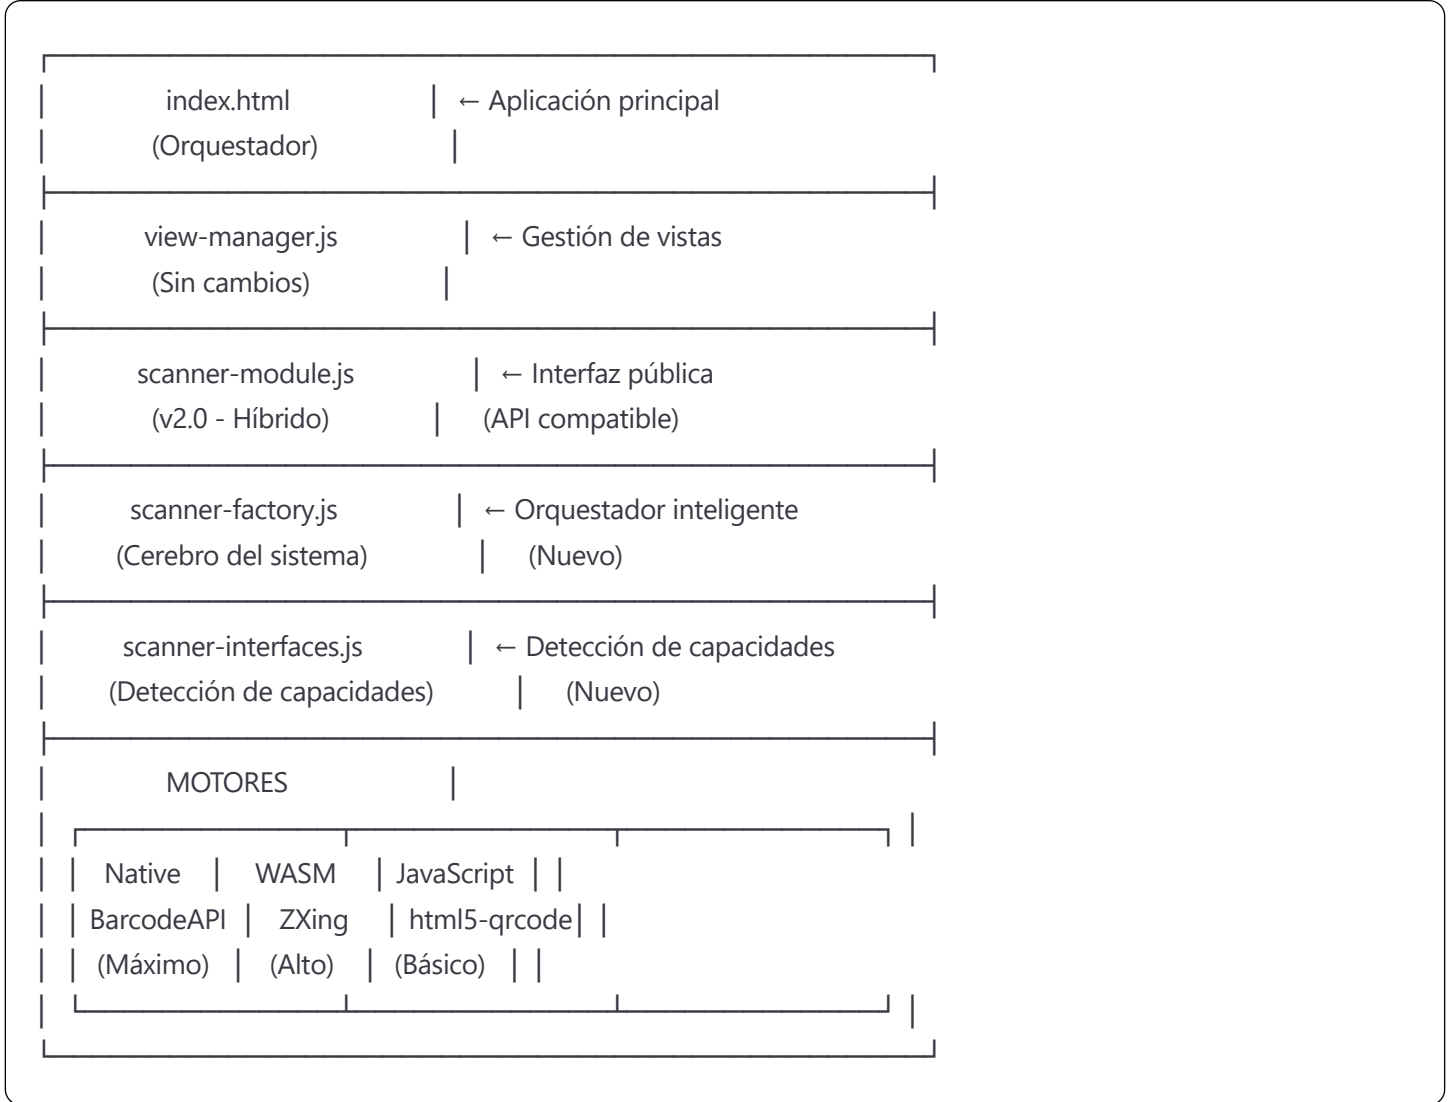 index.html ← Aplicación principal
(Orquestador)
view-manager.js ← Gestión de vistas
(Sin cambios)
scanner-module.js ← Interfaz pública
(v2.0 - Híbrido) (API compatible)
scanner-factory.js ← Orquestador inteligente
(Cerebro del sistema) (Nuevo)
scanner-interfaces.js ← Detección de capacidades
(Detección de capacidades) (Nuevo)
MOTORES
Native WASM JavaScript
BarcodeAPI ZXing html5-qrcode
(Máximo) (Alto) (Básico)